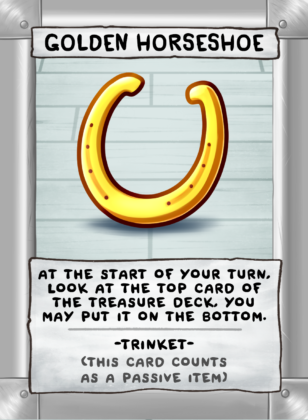 GOLDEN HORSESHOE
AT THE START OF YOUR TURN,
LOOK AT THE TOP CARD OF
THE TREASURE DECK. YOU
MAY PUT IT ON THE BOTTOM.
-TRINKET-
(THIS CARD COUNTS
AS A PASSIVE ITEM)